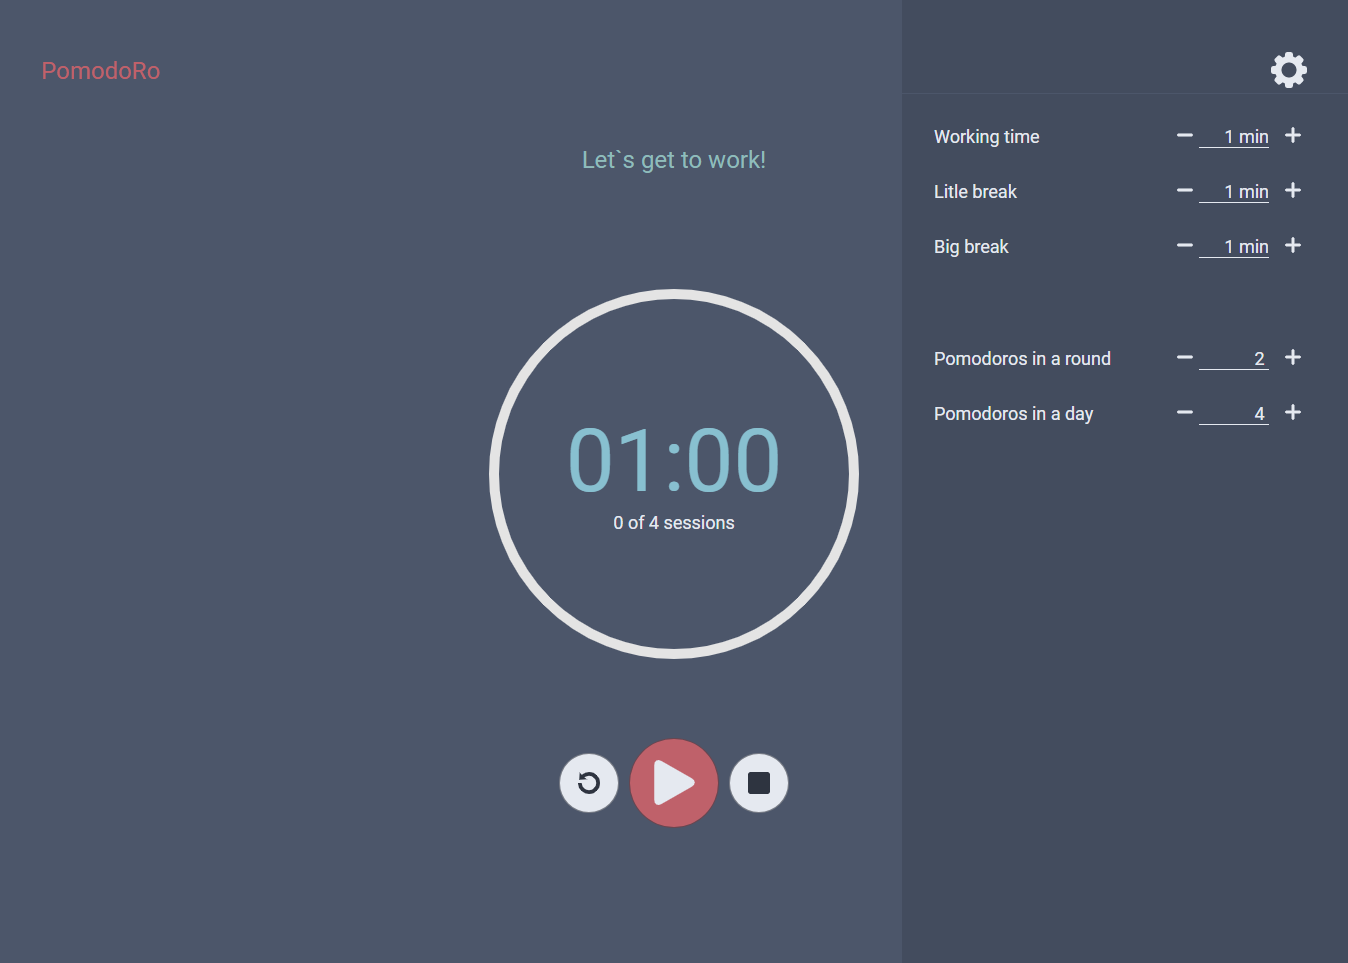 PomodoRo
Let`s get to work!
01:00
0 of 4 sessions
Working time 1 min
Litle break 1 min
Big break 1 min
Pomodoros in a round 2
Pomodoros in a day 4